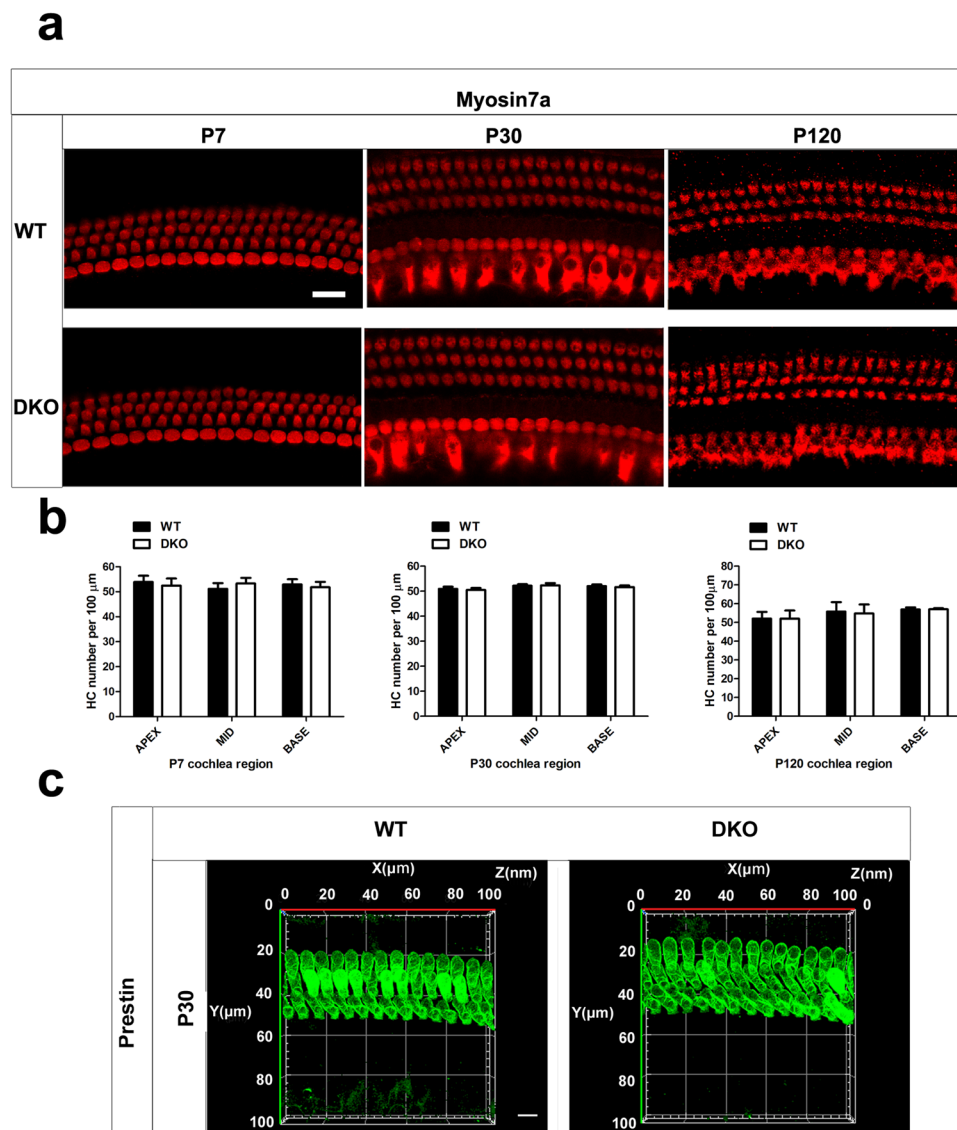 a
Myosin7a
P7 P30 P120
WT
DKO
b
WT
DKO
HC number per 100 μm
60
50
40
30
20
10
0
APEX MID BASE
P7 cochlea region
WT
DKO
HC number per 100 μm
60
50
40
30
20
10
0
APEX MID BASE
P30 cochlea region
WT
DKO
HC number per 100μm
80
70
60
50
40
30
20
10
0
APEX MID BASE
P120 cochlea region
c
WT DKO
Prestin
P30
X(μm) Z(nm)
0 20 40 60 80 100
0
20
40
Y(μm)
60
80
100
X(μm) Z(nm)
0 20 40 60 80 100 0
0
20
40
Y(μm)
60
80
100